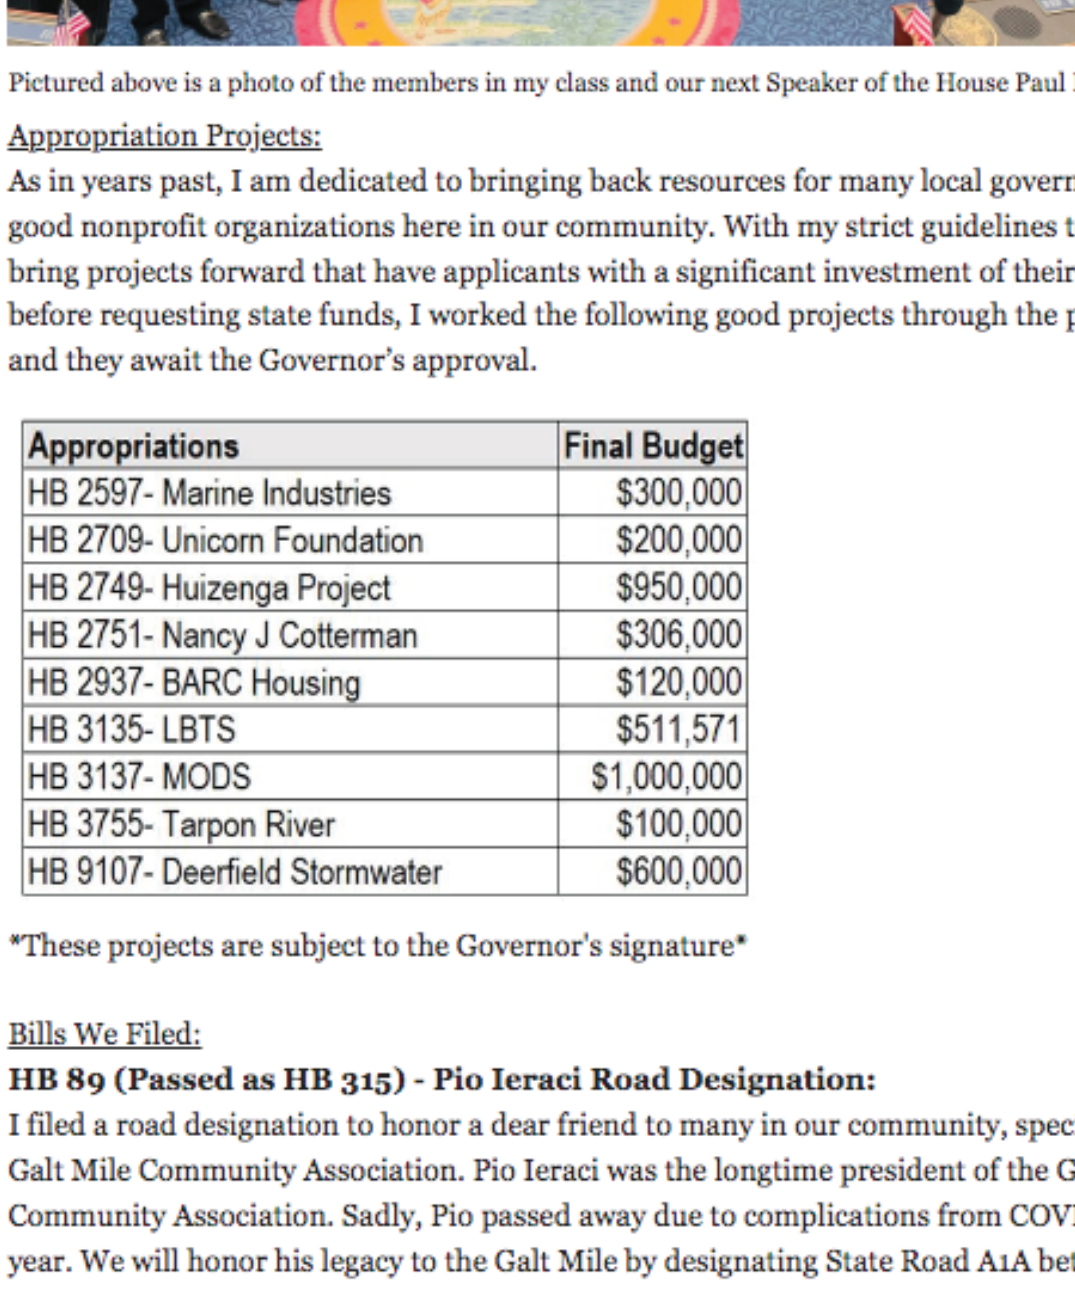 Pictured above is a photo of the members in my class and our next Speaker of the House Paul
Appropriation Projects:
As in years past, I am dedicated to bringing back resources for many local govern
good nonprofit organizations here in our community. With my strict guidelines t
bring projects forward that have applicants with a significant investment of their
before requesting state funds, I worked the following good projects through the p
and they await the Governor's approval.
Appropriations Final Budget
HB 2597- Marine Industries $300,000
HB 2709- Unicorn Foundation $200,000
HB 2749- Huizenga Project $950,000
HB 2751- Nancy J Cotterman $306,000
HB 2937- BARC Housing $120,000
HB 3135- LBTS $511,571
HB 3137- MODS $1,000,000
HB 3755- Tarpon River $100,000
HB 9107- Deerfield Stormwater $600,000
*These projects are subject to the Governor's signature*
Bills We Filed:
HB 89 (Passed as HB 315) - Pio Ieraci Road Designation:
I filed a road designation to honor a dear friend to many in our community, spec
Galt Mile Community Association. Pio Ieraci was the longtime president of the G
Community Association. Sadly, Pio passed away due to complications from COVI
year. We will honor his legacy to the Galt Mile by designating State Road A1A bet